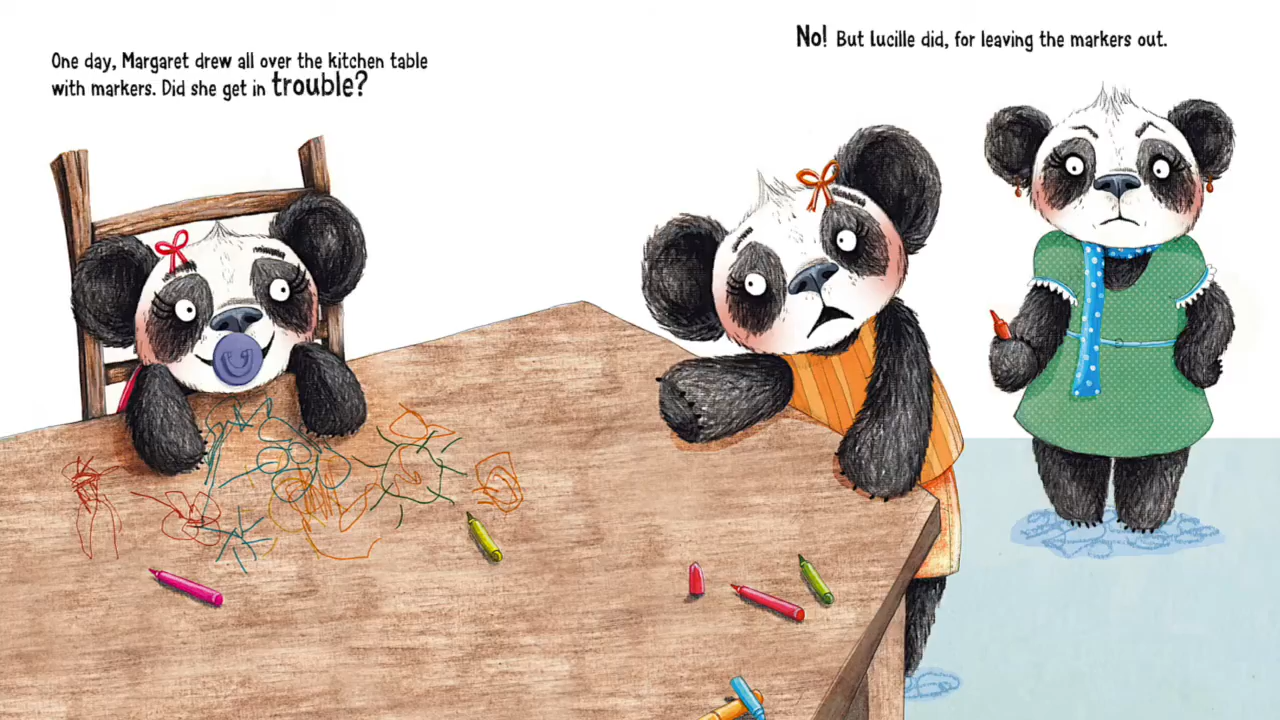 One day, Margaret drew all over the kitchen table
with markers. Did she get in trouble?
No! But lucille did, for leaving the markers out.